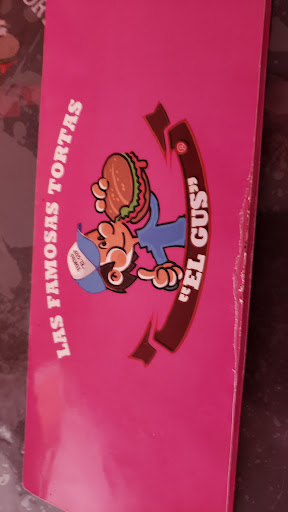 LAS FAMOSAS TORTAS
"EL GUS"
®